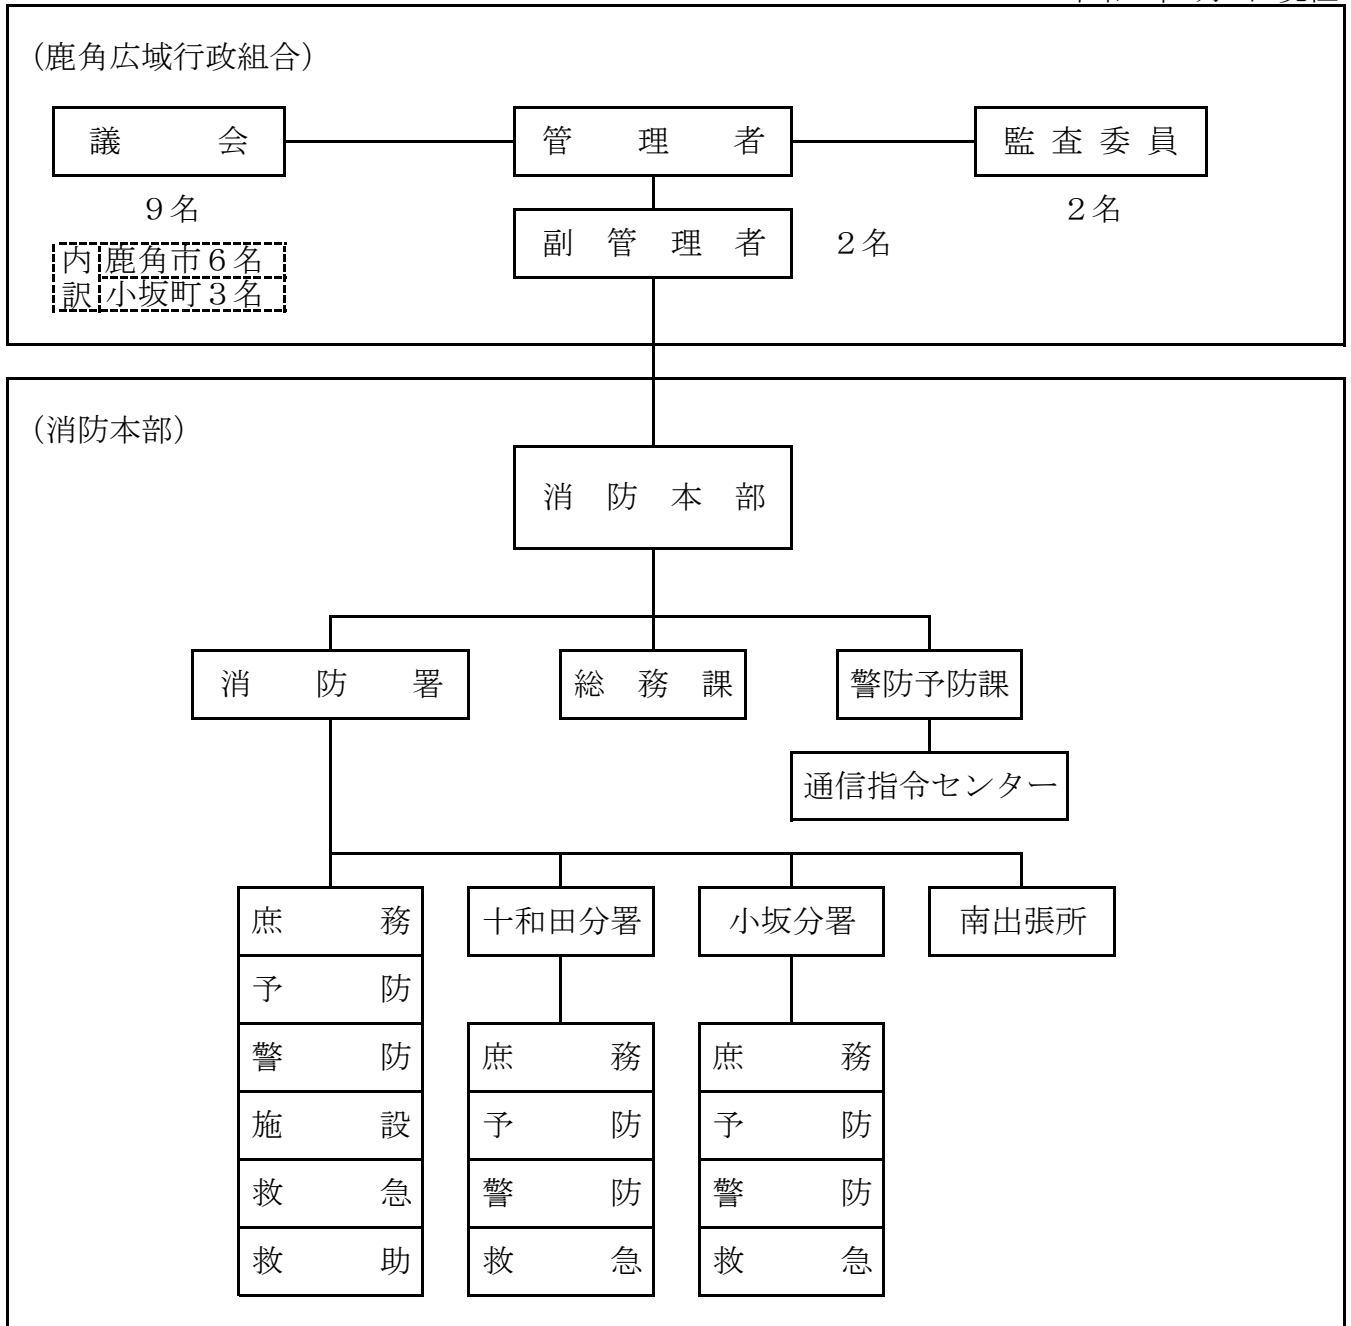 (鹿角広域行政組合)
議会
管理者
監査委員
9名
2名
副管理者
2名
内訳
鹿角市6名
小坂町3名
(消防本部)
消防本部
消防署
総務課
警防予防課
通信指令センター
庶務
予防
警防
施設
救急
救助
十和田分署
庶務
予防
警防
救急
小坂分署
庶務
予防
警防
救急
南出張所